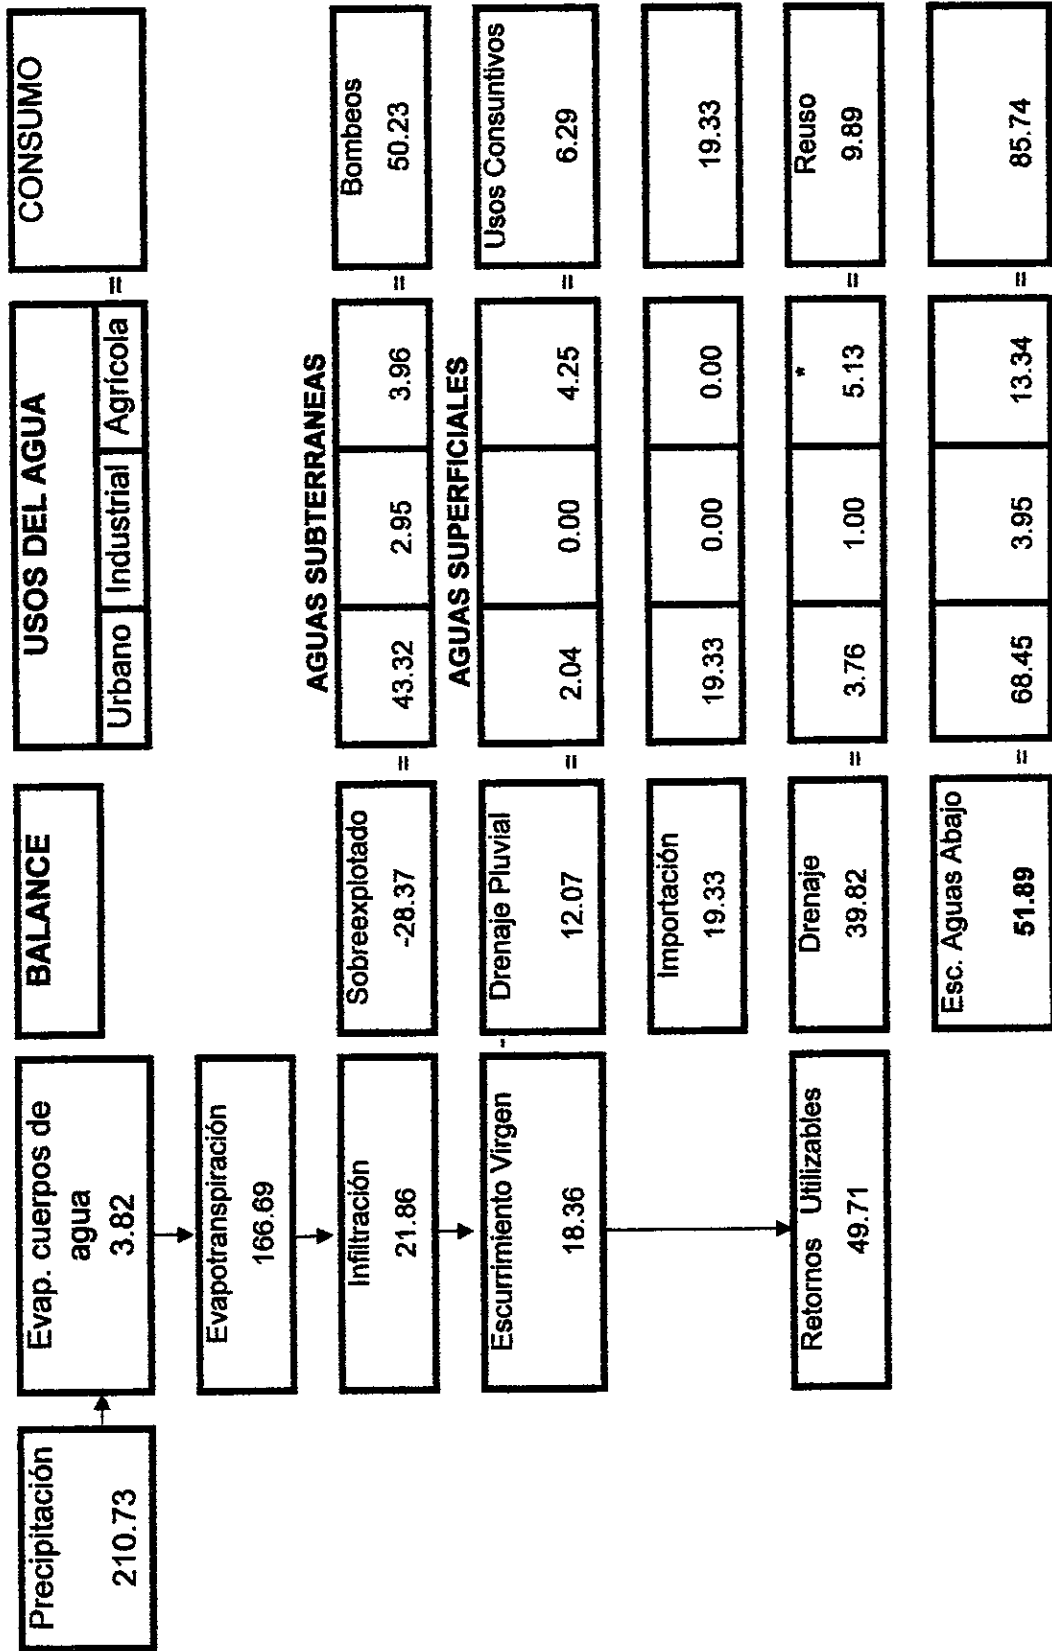 Precipitación
210.73
Evap. cuerpos de
agua
3.82
BALANCE
USOS DEL AGUA
Urbano Industrial Agrícola
=
CONSUMO
Evapotranspiración
166.69
AGUAS SUBTERRANEAS
Infiltración
21.86
Sobreexplotado
-28.37
=
43.32 2.95 3.96
=
Bombeos
50.23
AGUAS SUPERFICIALES
Escurrimiento Virgen
18.36
-
Drenaje Pluvial
12.07
=
2.04 0.00 4.25
=
Usos Consuntivos
6.29
Importación
19.33
19.33 0.00 0.00
19.33
Retornos Utilizables
49.71
Drenaje
39.82
=
3.76 1.00 * 5.13
=
Reuso
9.89
Esc. Aguas Abajo
51.89
=
68.45 3.95 13.34
=
85.74